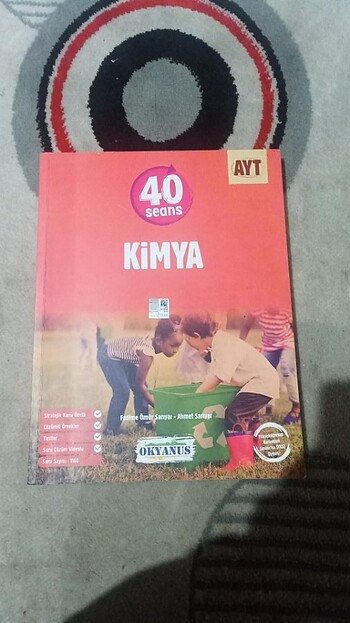 AYT
40
seans
KİMYA
Stratejik Konu Özeti
Çözümlü Örnekler
Testler
Soru Çözüm Videolu
Fadime Ömür Sarıyar - Ahmet Sarıyar
OKYANUS